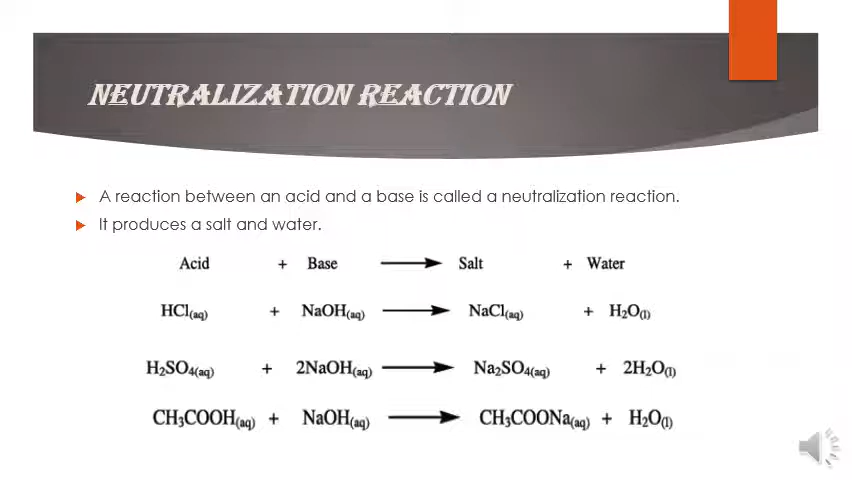 NEUTRALIZATION REACTION
A reaction between an acid and a base is called a neutralization reaction.
It produces a salt and water.
Acid + Base ⟶ Salt + Water
HCl(aq) + NaOH(aq) ⟶ NaCl(aq) + H₂O(l)
H₂SO₄(aq) + 2NaOH(aq) ⟶ Na₂SO₄(aq) + 2H₂O(l)
CH₃COOH(aq) + NaOH(aq) ⟶ CH₃COONa(aq) + H₂O(l)